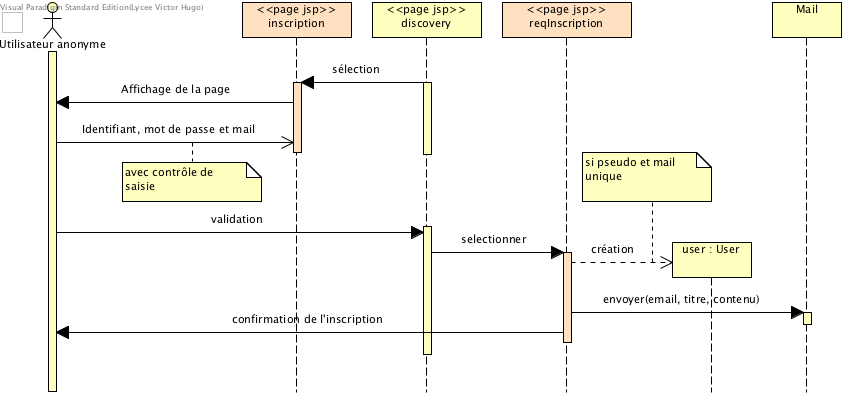 Visual Paradigm Standard Edition(Lycee Victor Hugo)
<<page jsp>>
inscription
<<page jsp>>
discovery
<<page jsp>>
reqInscription
Mail
Utilisateur anonyme
sélection
Affichage de la page
Identifiant, mot de passe et mail
avec contrôle de
saisie
si pseudo et mail
unique
validation
selectionner
création
user : User
envoyer(email, titre, contenu)
confirmation de l'inscription